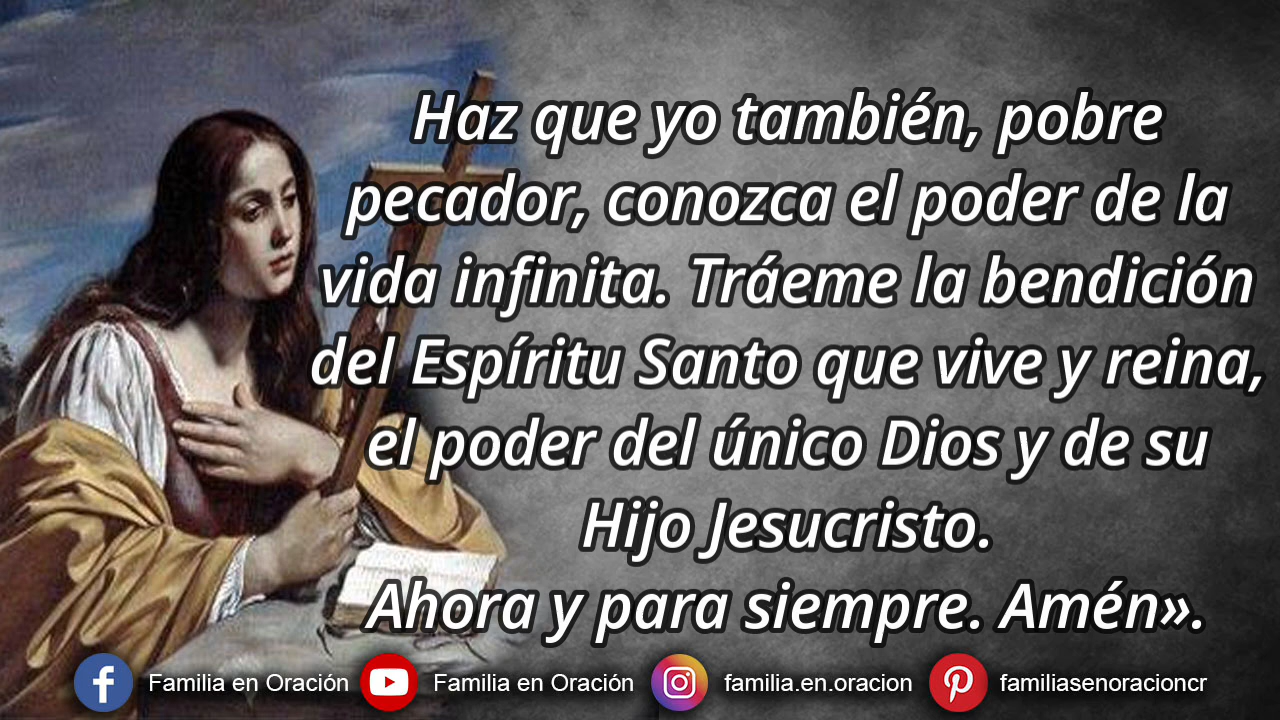 Haz que yo también, pobre
pecador, conozca el poder de la
vida infinita. Tráeme la bendición
del Espíritu Santo que vive y reina,
el poder del único Dios y de su
Hijo Jesucristo.
Ahora y para siempre. Amén».
Familia en Oración
Familia en Oración
familia.en.oracion
familiasenoracioncr